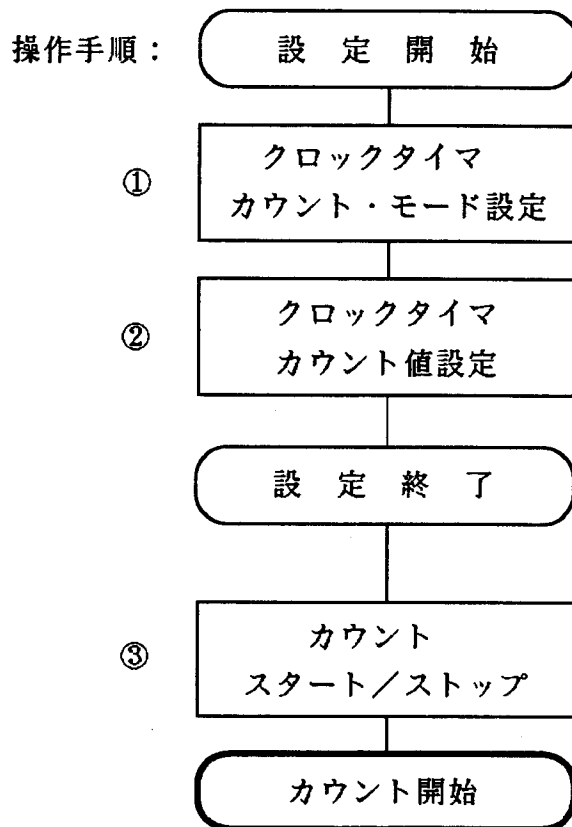 操作手順：
設定開始
①
クロックタイマ
カウント・モード設定
②
クロックタイマ
カウント値設定
設定終了
③
カウント
スタート／ストップ
カウント開始